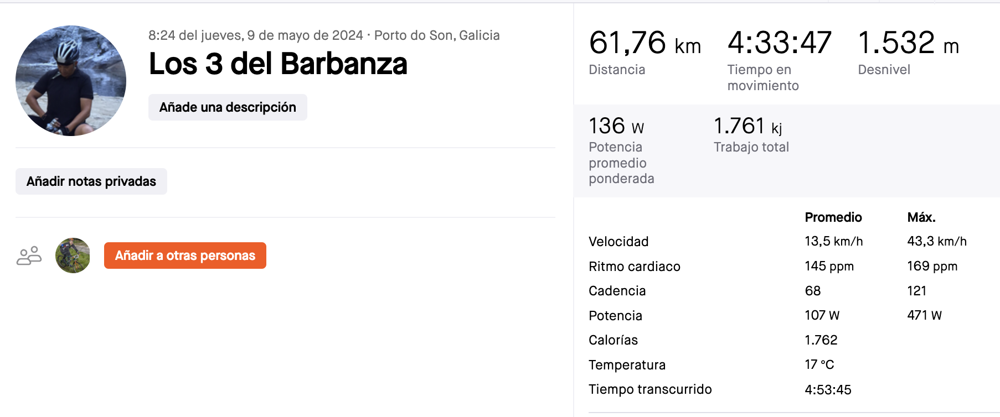 8:24 del jueves, 9 de mayo de 2024 · Porto do Son, Galicia
Los 3 del Barbanza
Añade una descripción
Añadir notas privadas
Añadir a otras personas
61,76 km 4:33:47 1.532 m
Distancia Tiempo en Desnivel
movimiento
136 W 1.761 kj
Potencia Trabajo total
promedio
ponderada
Promedio Máx.
Velocidad 13,5 km/h 43,3 km/h
Ritmo cardiaco 145 ppm 169 ppm
Cadencia 68 121
Potencia 107 W 471 W
Calorías 1.762
Temperatura 17 °C
Tiempo transcurrido 4:53:45